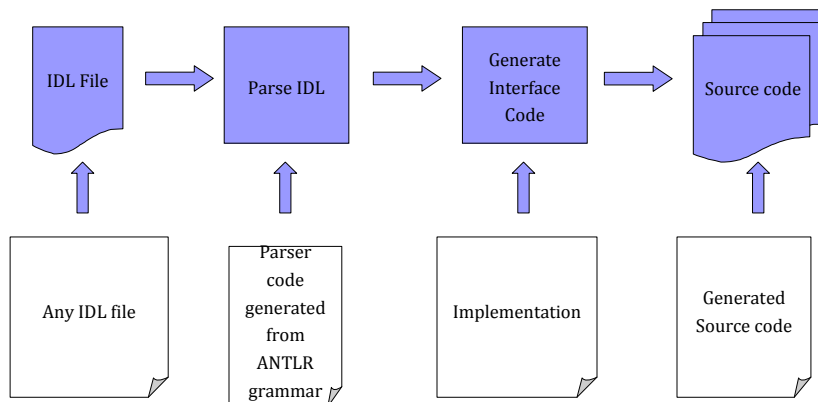 IDL File
Parse IDL
Generate
Interface
Code
Source code
Any IDL file
Parser
code
generated
from
ANTLR
grammar
Implementation
Generated
Source code